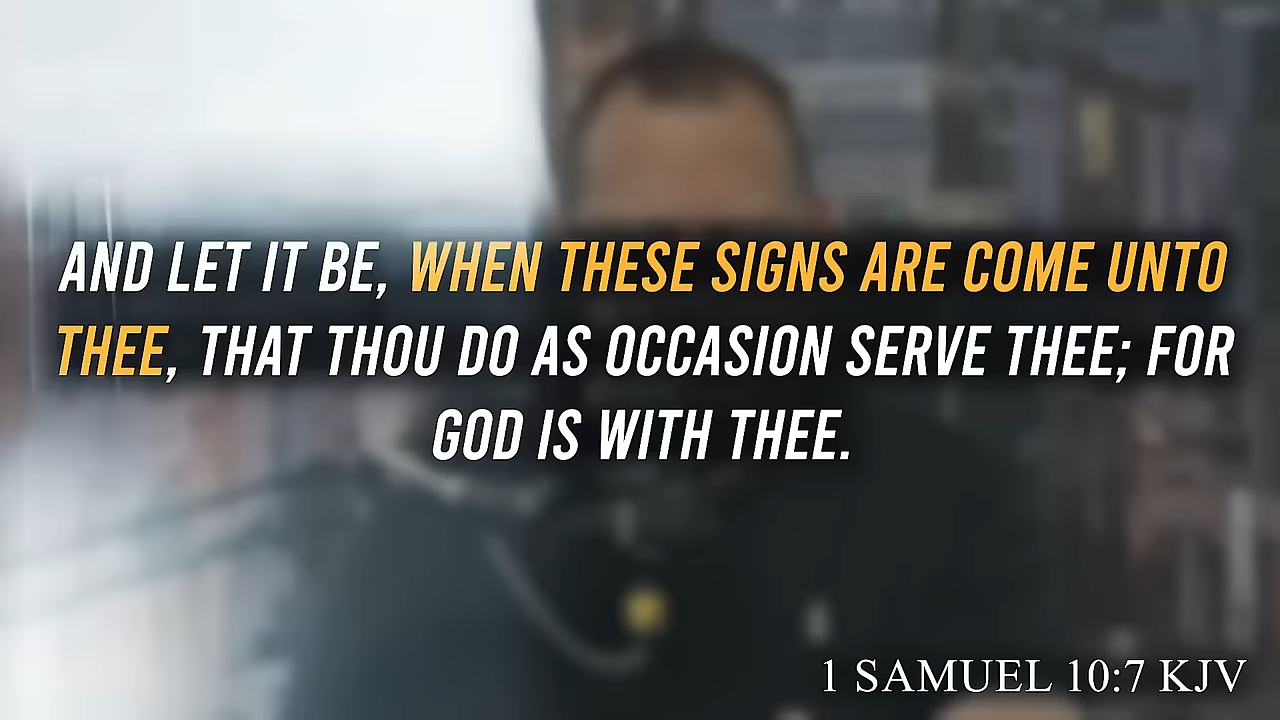 AND LET IT BE, WHEN THESE SIGNS ARE COME UNTO
THEE, THAT THOU DO AS OCCASION SERVE THEE; FOR
GOD IS WITH THEE.
1 SAMUEL 10:7 KJV